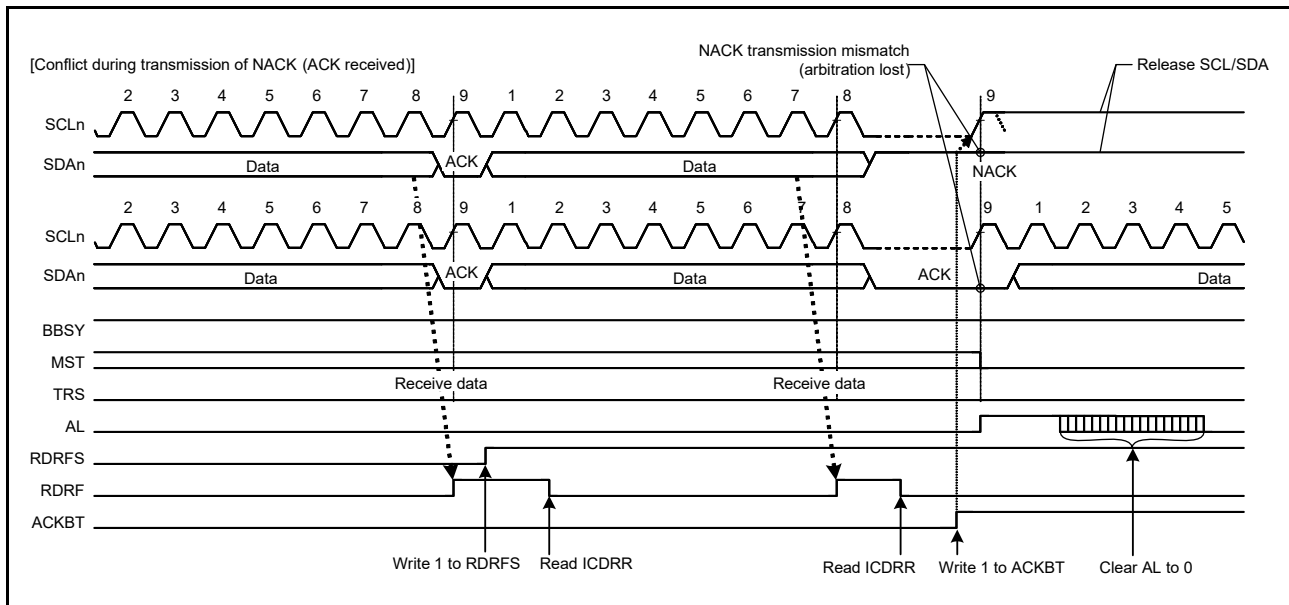 NACK transmission mismatch
(arbitration lost)
Release SCL/SDA
[Conflict during transmission of NACK (ACK received)]
2 3 4 5 6 7 8 9 1 2 3 4 5 6 7 8 9
SCLn
SDAn Data ACK Data NACK
2 3 4 5 6 7 8 9 1 2 3 4 5 6 7 8 9 1 2 3 4 5
SCLn
SDAn Data ACK Data ACK Data
BBSY
MST
Receive data Receive data
TRS
AL
RDRFS
RDRF
ACKBT
Write 1 to RDRFS Read ICDRR Read ICDRR Write 1 to ACKBT Clear AL to 0